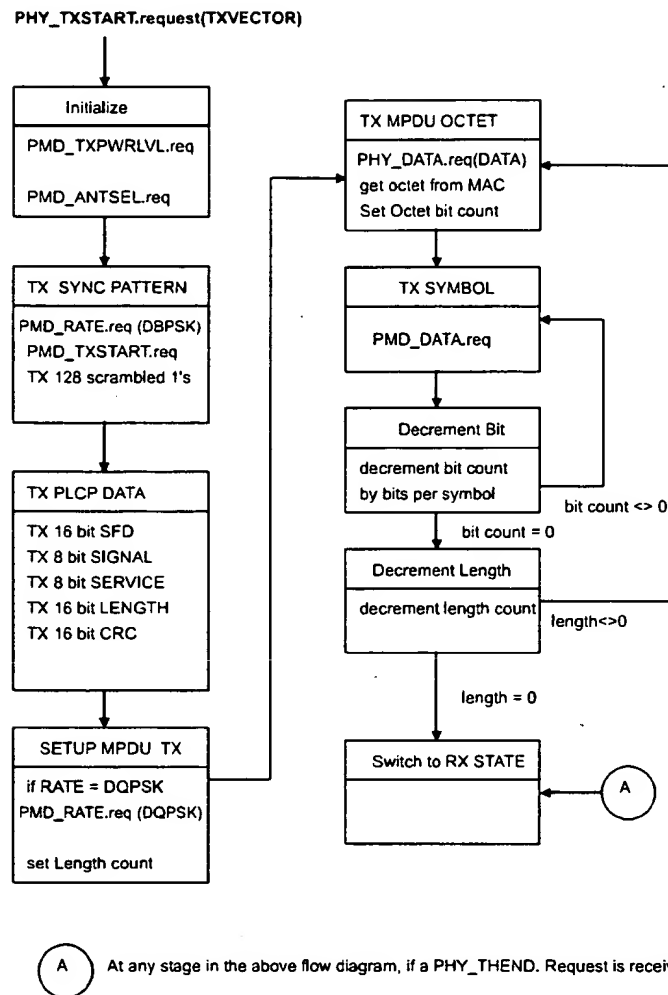 PHY_TXSTART.request(TXVECTOR)
Initialize
PMD_TXPWRLVL.req
PMD_ANTSEL.req
TX SYNC PATTERN
PMD_RATE.req (DBPSK)
PMD_TXSTART.req
TX 128 scrambled 1's
TX PLCP DATA
TX 16 bit SFD
TX 8 bit SIGNAL
TX 8 bit SERVICE
TX 16 bit LENGTH
TX 16 bit CRC
SETUP MPDU TX
if RATE = DQPSK
PMD_RATE.req (DQPSK)
set Length count
TX MPDU OCTET
PHY_DATA.req(DATA)
get octet from MAC
Set Octet bit count
TX SYMBOL
PMD_DATA.req
Decrement Bit
decrement bit count
by bits per symbol
bit count <> 0
bit count = 0
Decrement Length
decrement length count
length<>0
length = 0
Switch to RX STATE
A
A
At any stage in the above flow diagram, if a PHY_THEND. Request is recei